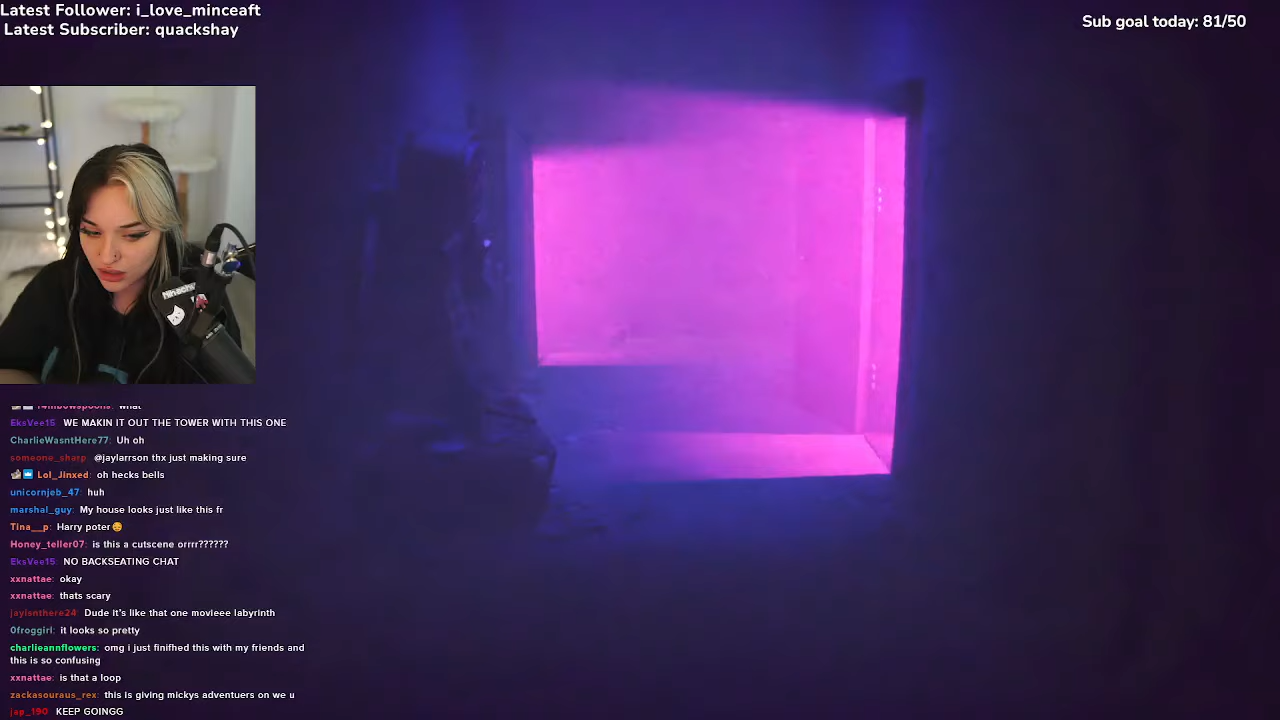 Latest Follower: i_love_minceaft
Latest Subscriber: quackshay
Sub goal today: 81/50
what
EksVee15: WE MAKIN IT OUT THE TOWER WITH THIS ONE
CharlieWasntHere77: Uh oh
someone_sharp: @jaylarrson thx just making sure
Lol_Jinxed: oh hecks bells
unicornjeb_47: huh
marshal_guy: My house looks just like this fr
Tina__p: Harry poter😔
Honey_teller07: is this a cutscene orrrr??????
EksVee15: NO BACKSEATING CHAT
xxnattae: okay
xxnattae: thats scary
jayisnthere24: Dude it's like that one movieee labyrinth
0froggirl: it looks so pretty
charlieannflowers: omg i just finifhed this with my friends and
this is so confusing
xxnattae: is that a loop
zackasouraus_rex: this is giving mickys adventuers on we u
jap_190: KEEP GOINGG